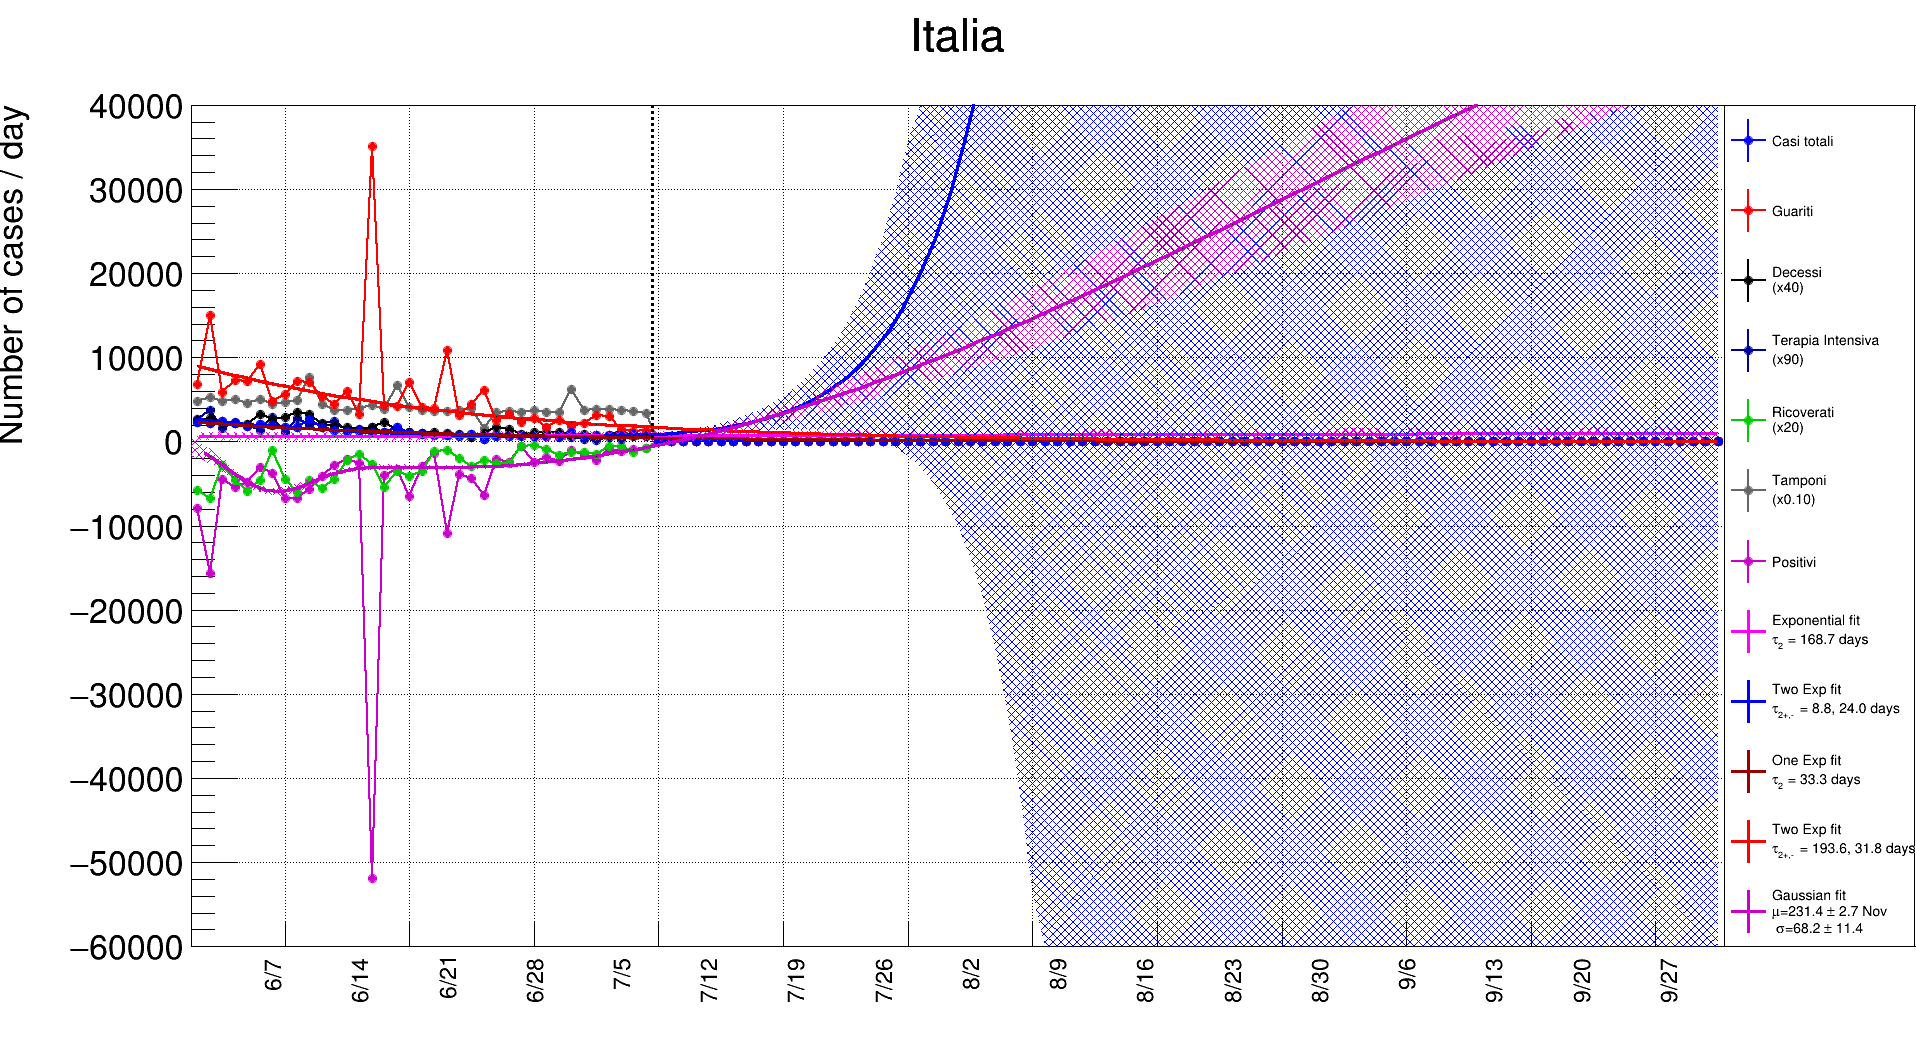 Italia
Number of cases / day
40000
30000
20000
10000
0
−10000
−20000
−30000
−40000
−50000
−60000
6/7
6/14
6/21
6/28
7/5
7/12
7/19
7/26
8/2
8/9
8/16
8/23
8/30
9/6
9/13
9/20
9/27
Casi totali
Guariti
Decessi
(x40)
Terapia Intensiva
(x90)
Ricoverati
(x20)
Tamponi
(x0.10)
Positivi
Exponential fit
τ2 = 168.7 days
Two Exp fit
τ2+,- = 8.8, 24.0 days
One Exp fit
τ2 = 33.3 days
Two Exp fit
τ2+,- = 193.6, 31.8 days
Gaussian fit
μ=231.4 ± 2.7 Nov
σ=68.2 ± 11.4